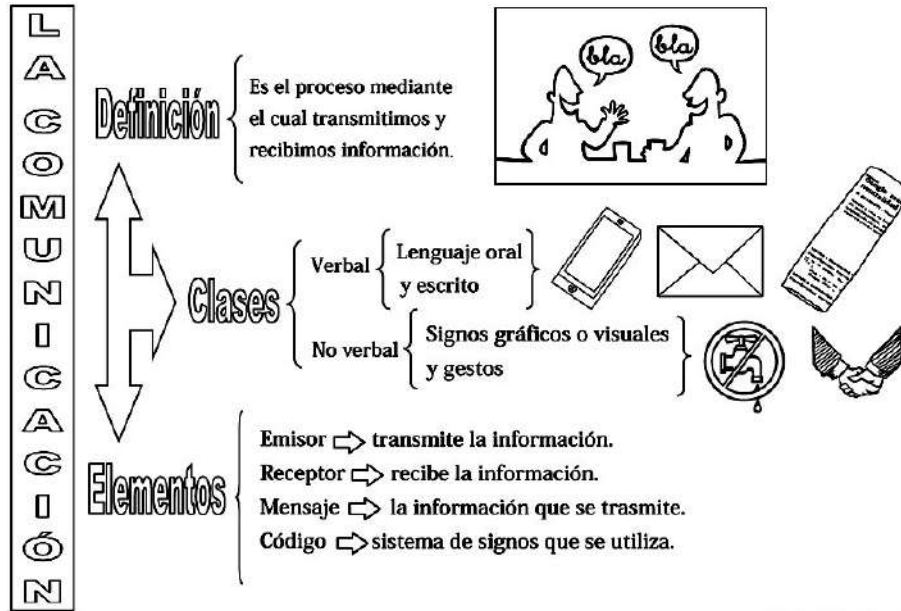 LA COMUNICACIÓN
Definición
Es el proceso mediante
el cual transmitimos y
recibimos información.
bla
bla
Clases
Verbal
Lenguaje oral
y escrito
No verbal
Signos gráficos o visuales
y gestos
Elementos
Emisor ⇨ transmite la información.
Receptor ⇨ recibe la información.
Mensaje ⇨ la información que se trasmite.
Código ⇨ sistema de signos que se utiliza.